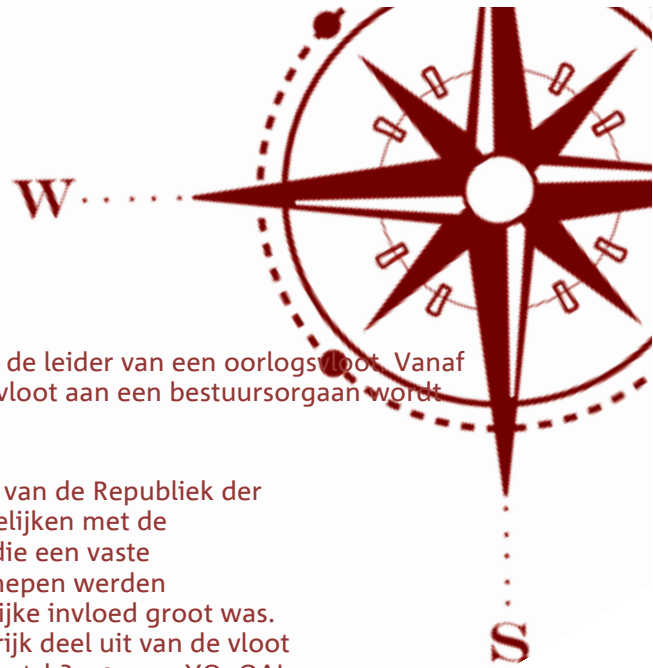 W
de leider van een oorlogsvloot. Vanaf
vloot aan een bestuursorgaan wordt
van de Republiek der
elijken met de
die een vaste
hepen werden
ijke invloed groot was.
rijk deel uit van de vloot
S